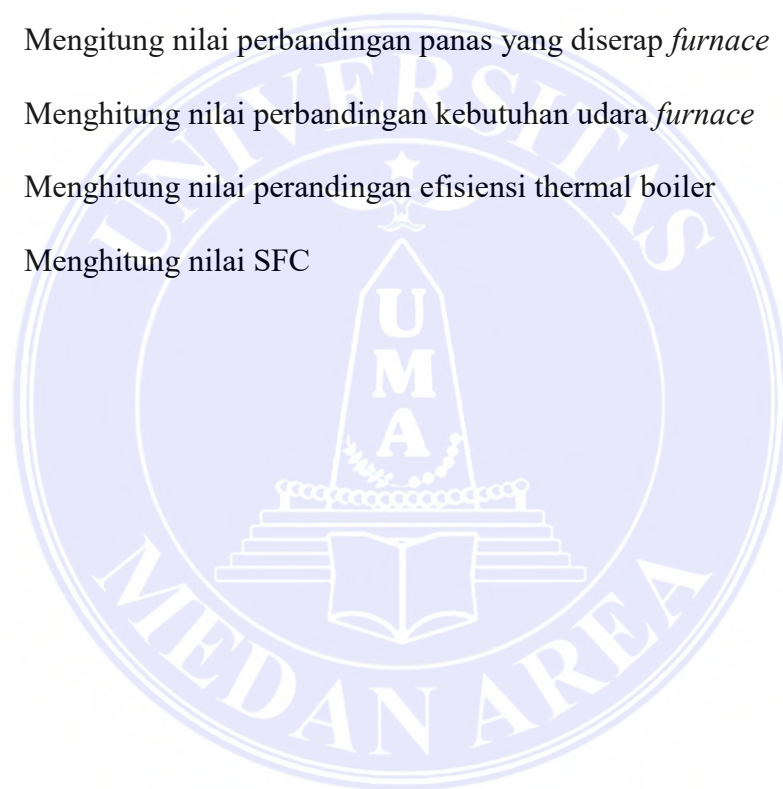 Mengitung nilai perbandingan panas yang diserap furnace
Menghitung nilai perbandingan kebutuhan udara furnace
Menghitung nilai perandingan efisiensi thermal boiler
Menghitung nilai SFC
UNIVERSITAS
UMA
MEDAN AREA